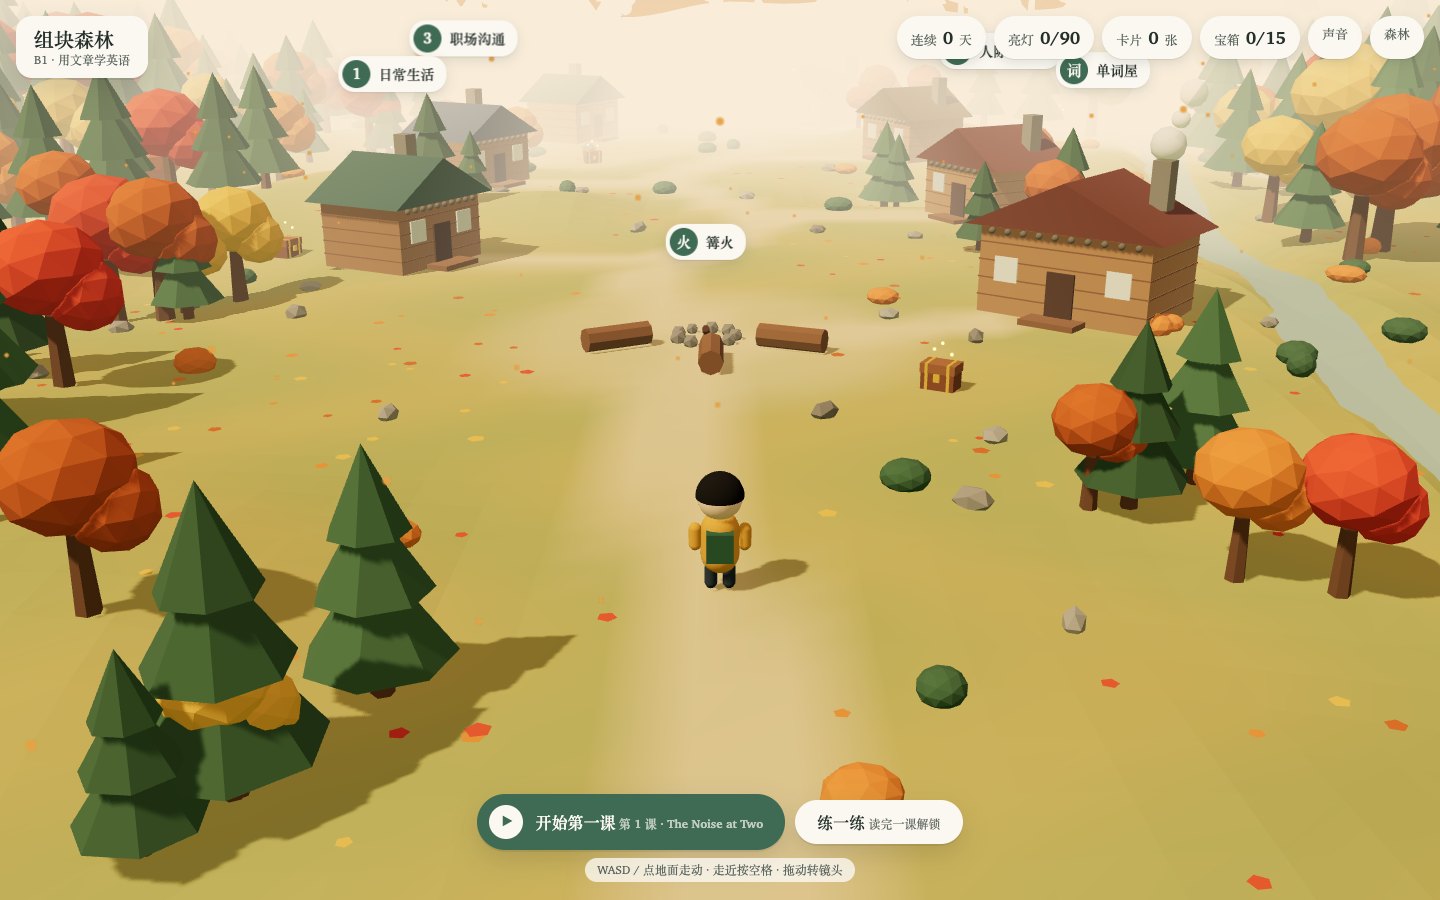 组块森林
B1 · 用文章学英语
3 职场沟通
1 日常生活
连续 0 天
亮灯 0/90
卡片 0 张
宝箱 0/15
声音
森林
词 单词屋
火 篝火
开始第一课 第 1 课 · The Noise at Two
练一练 读完一课解锁
WASD / 点地面走动 · 走近按空格 · 拖动转镜头